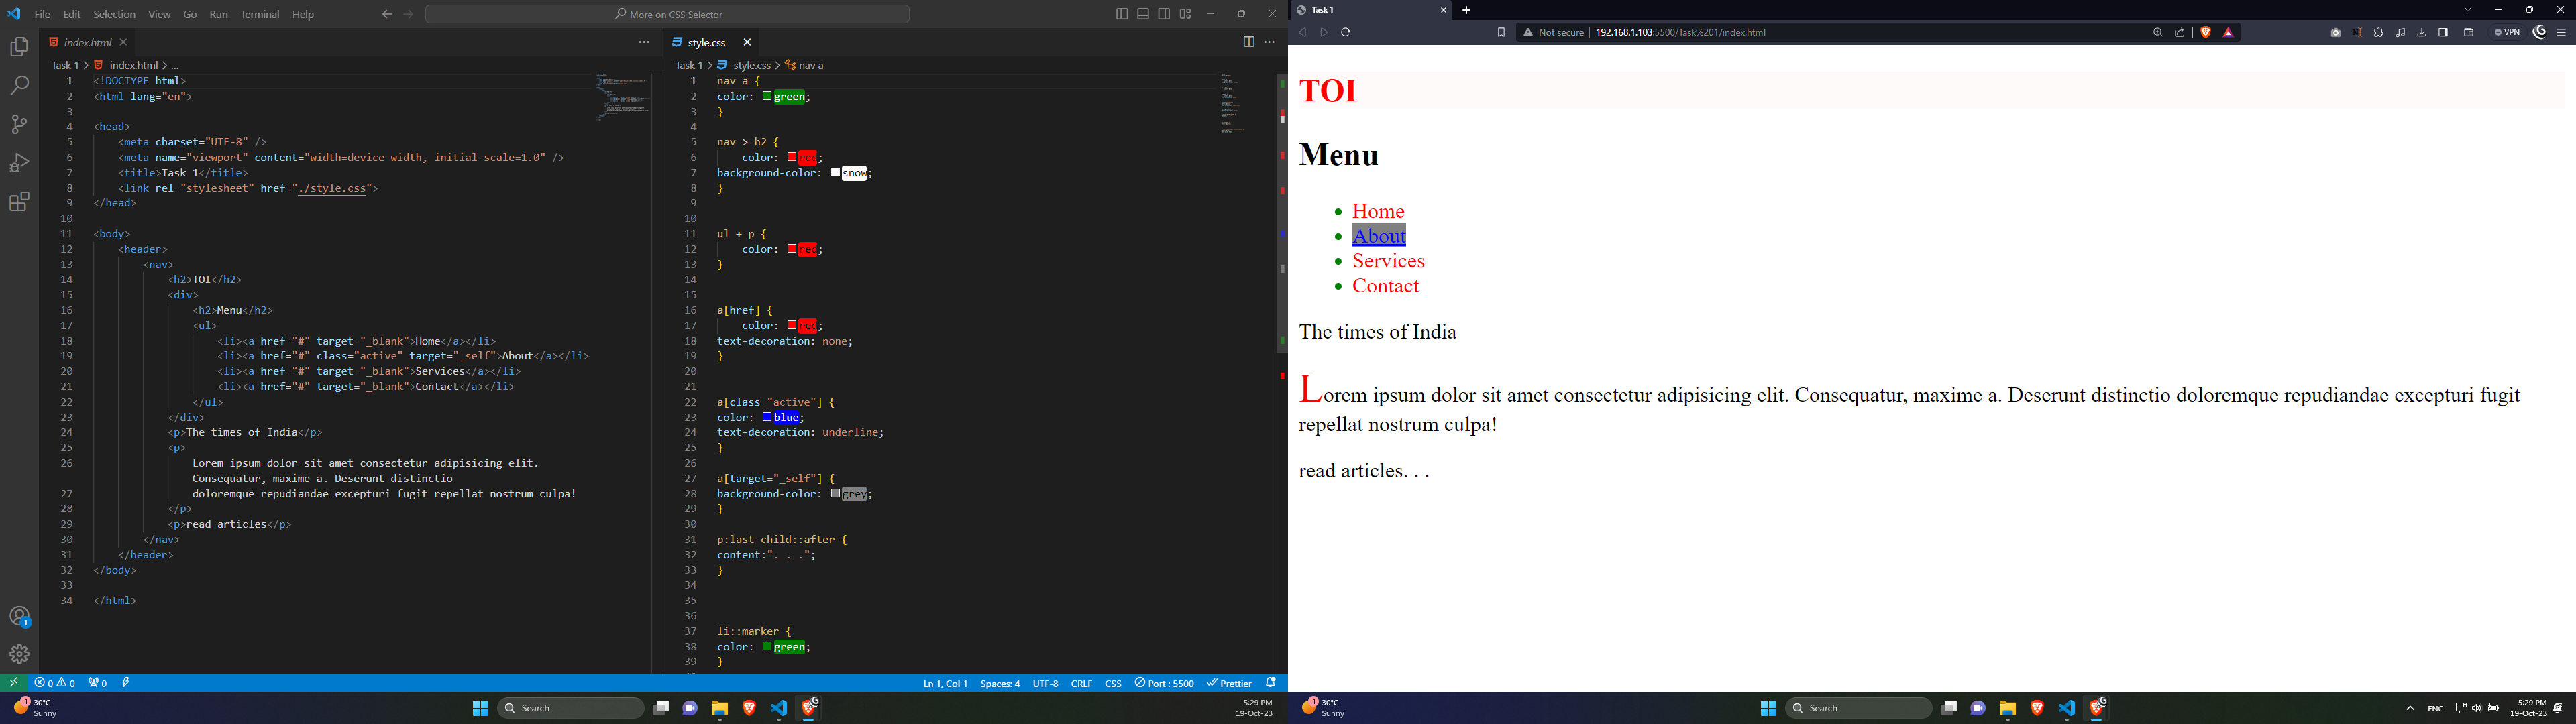 File Edit Selection View Go Run Terminal Help
More on CSS Selector
index.html
Task 1 > index.html > ...
1 <!DOCTYPE html>
2 <html lang="en">
3
4 <head>
5 <meta charset="UTF-8" />
6 <meta name="viewport" content="width=device-width, initial-scale=1.0" />
7 <title>Task 1</title>
8 <link rel="stylesheet" href="./style.css">
9 </head>
10
11 <body>
12 <header>
13 <nav>
14 <h2>TOI</h2>
15 <div>
16 <h2>Menu</h2>
17 <ul>
18 <li><a href="#" target="_blank">Home</a></li>
19 <li><a href="#" class="active" target="_self">About</a></li>
20 <li><a href="#" target="_blank">Services</a></li>
21 <li><a href="#" target="_blank">Contact</a></li>
22 </ul>
23 </div>
24 <p>The times of India</p>
25 <p>
26 Lorem ipsum dolor sit amet consectetur adipisicing elit.
Consequatur, maxime a. Deserunt distinctio
27 doloremque repudiandae excepturi fugit repellat nostrum culpa!
28 </p>
29 <p>read articles</p>
30 </nav>
31 </header>
32 </body>
33
34 </html>
style.css
Task 1 > style.css > nav a
1 nav a {
2 color: green;
3 }
4
5 nav > h2 {
6 color: red;
7 background-color: snow;
8 }
9
10
11 ul + p {
12 color: red;
13 }
14
15
16 a[href] {
17 color: red;
18 text-decoration: none;
19 }
20
21
22 a[class="active"] {
23 color: blue;
24 text-decoration: underline;
25 }
26
27 a[target="_self"] {
28 background-color: grey;
29 }
30
31 p:last-child::after {
32 content:". . .";
33 }
34
35
36
37 li::marker {
38 color: green;
39 }
0 0 0
Ln 1, Col 1 Spaces: 4 UTF-8 CRLF CSS Port : 5500 Prettier
1
30°C
Sunny
Search
5:29 PM
19-Oct-23
Task 1
Not secure 192.168.1.103:5500/Task%201/index.html
VPN
TOI
Menu
Home
About
Services
Contact
The times of India
Lorem ipsum dolor sit amet consectetur adipisicing elit. Consequatur, maxime a. Deserunt distinctio doloremque repudiandae excepturi fugit
repellat nostrum culpa!
read articles. . .
1
30°C
Sunny
Search
ENG
5:29 PM
19-Oct-23